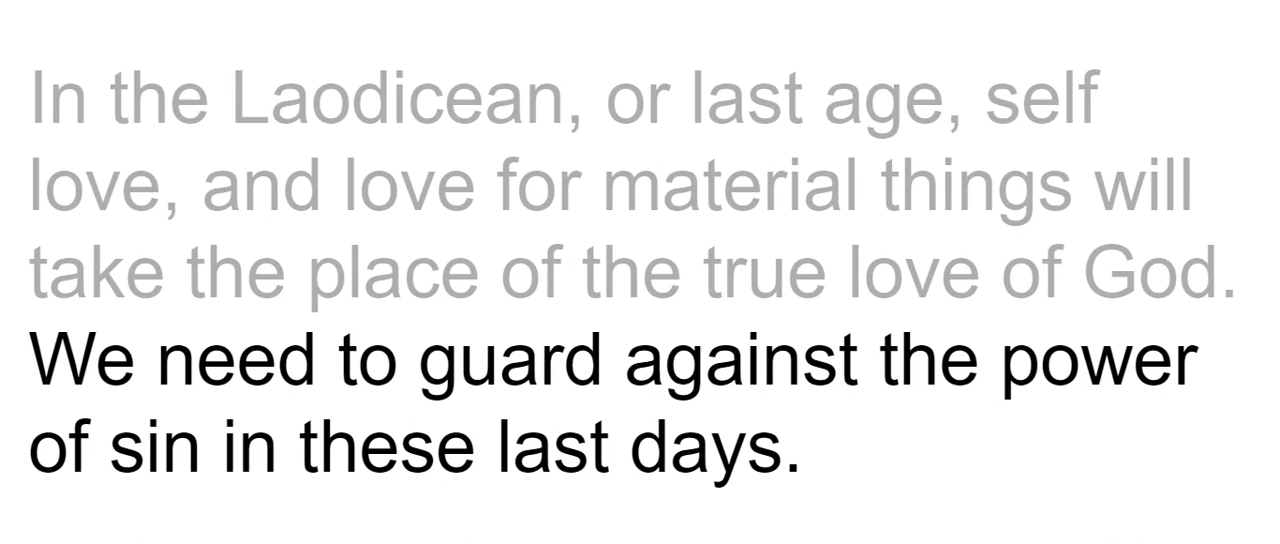 In the Laodicean, or last age, self
love, and love for material things will
take the place of the true love of God.
We need to guard against the power
of sin in these last days.